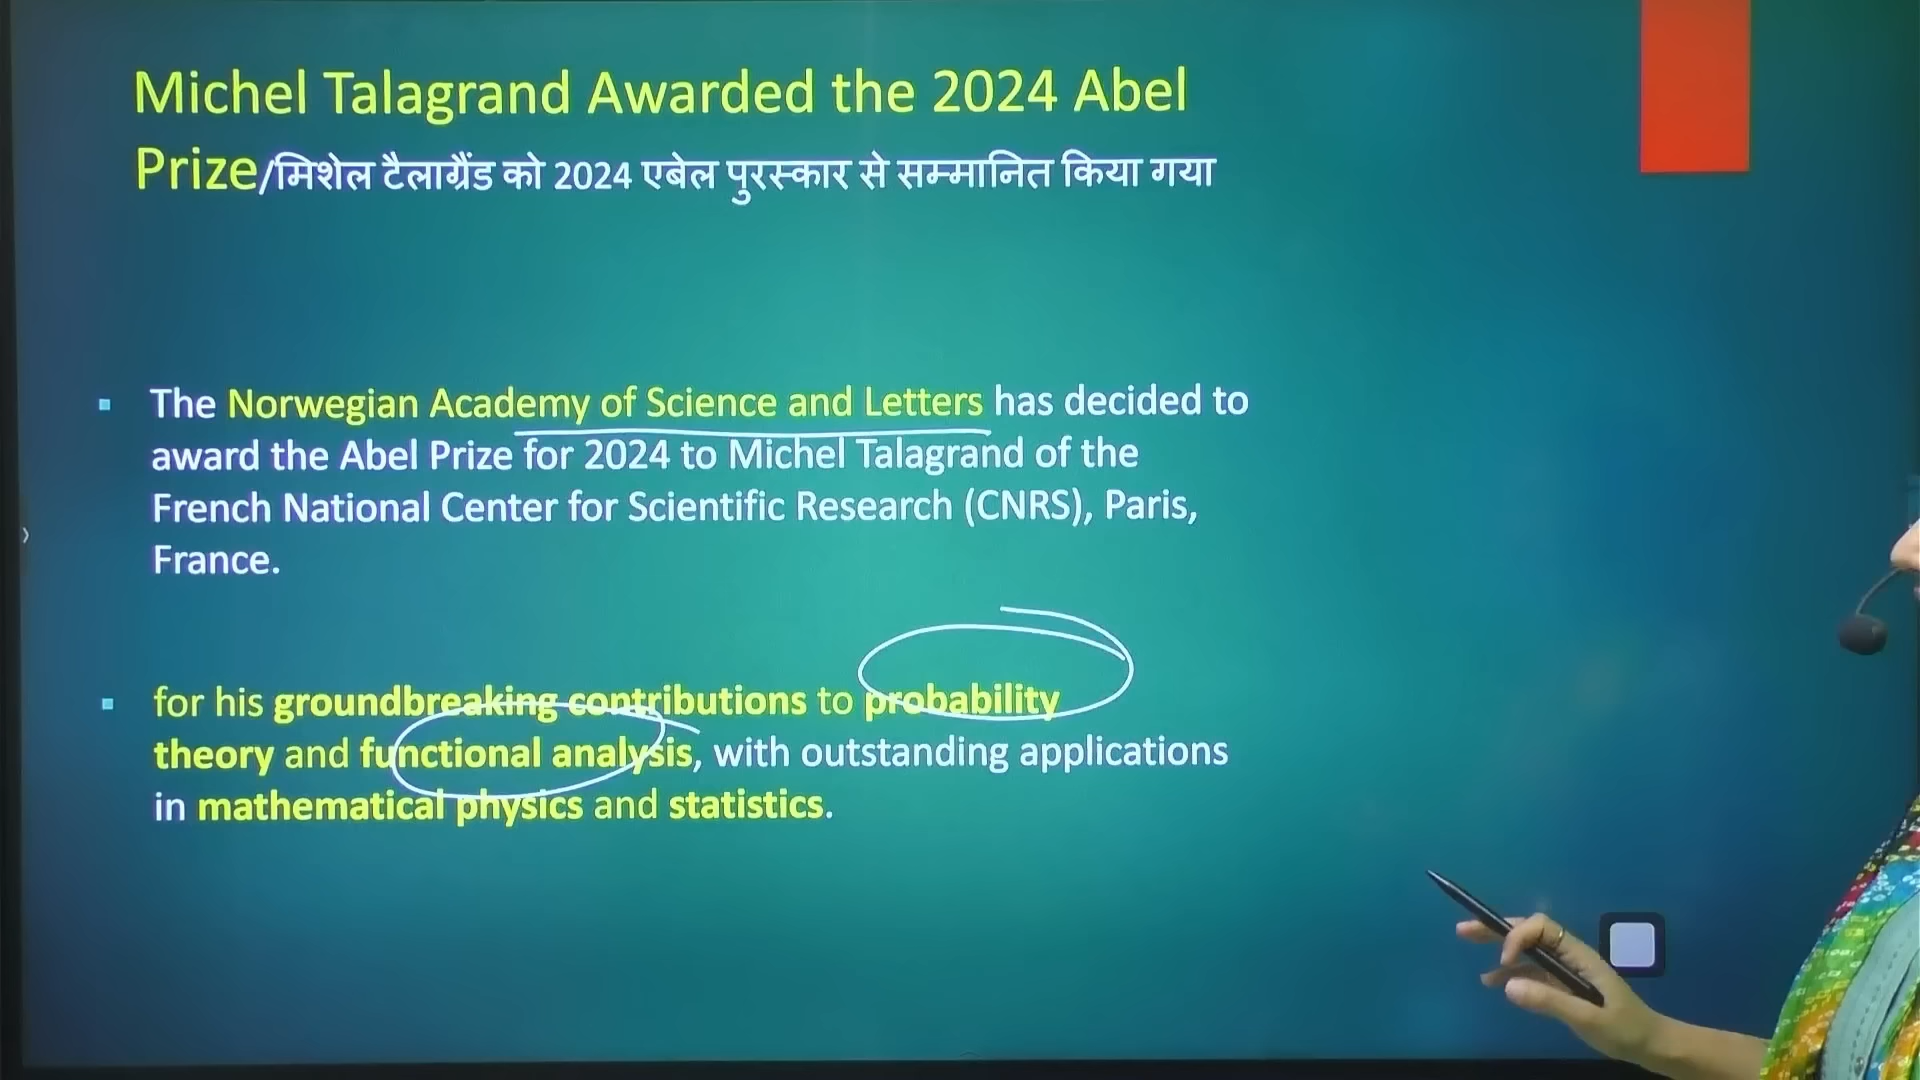 Michel Talagrand Awarded the 2024 Abel
Prize/मिशेल टैलाग्रैंड को 2024 एबेल पुरस्कार से सम्मानित किया गया
The Norwegian Academy of Science and Letters has decided to
award the Abel Prize for 2024 to Michel Talagrand of the
French National Center for Scientific Research (CNRS), Paris,
France.
for his groundbreaking contributions to probability
theory and functional analysis, with outstanding applications
in mathematical physics and statistics.